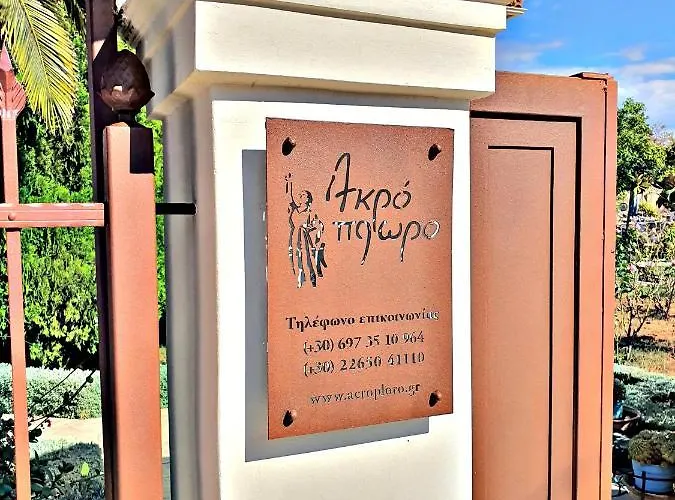 Ακρό
πλωρο
Τηλέφωνο επικοινωνίας
(+30) 697 35 10 964
(+30) 22650 41110
www.acroploro.gr